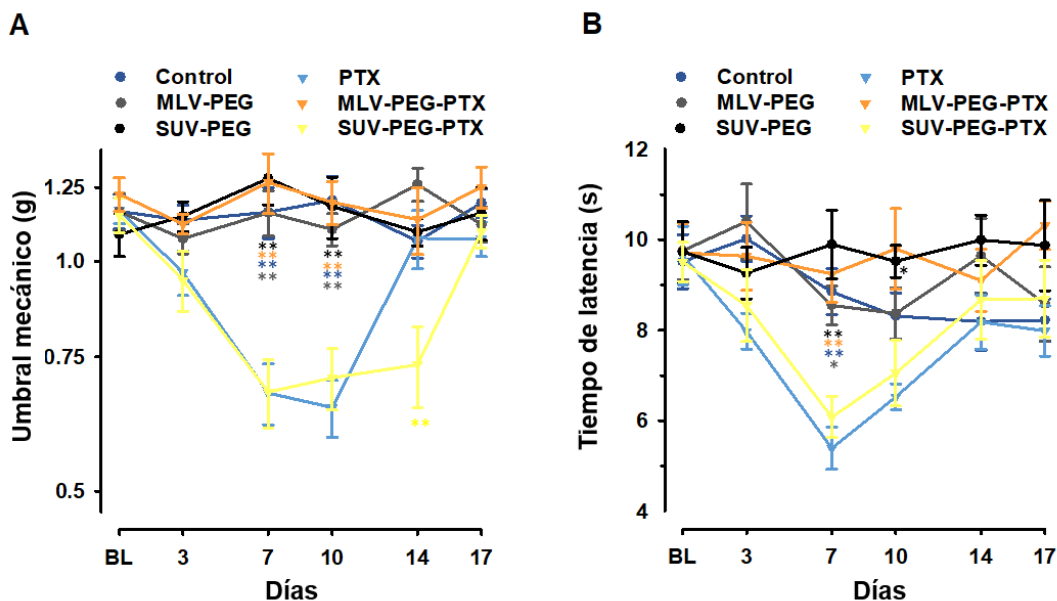 A
Control PTX
MLV-PEG MLV-PEG-PTX
SUV-PEG SUV-PEG-PTX
Umbral mecánico (g)
1.25
1.0
0.75
0.5
** 
**
**
**
**
**
**
**
**
BL 3 7 10 14 17
Días
B
Control PTX
MLV-PEG MLV-PEG-PTX
SUV-PEG SUV-PEG-PTX
Tiempo de latencia (s)
12
10
8
6
4
*
**
**
**
*
BL 3 7 10 14 17
Días